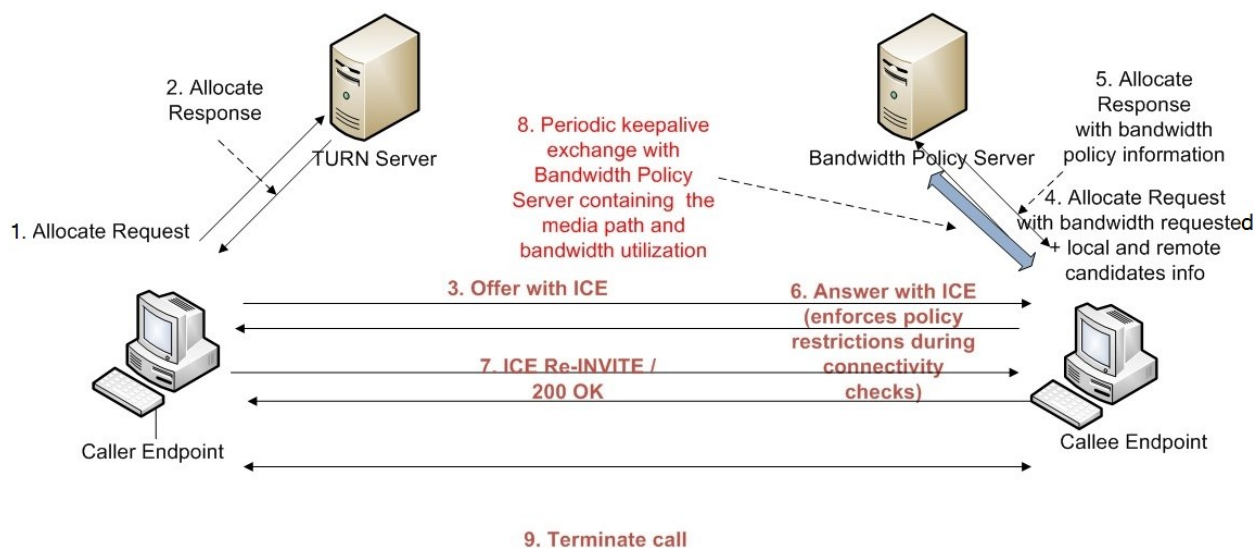 2. Allocate
Response
TURN Server
1. Allocate Request
8. Periodic keepalive
exchange with
Bandwidth Policy
Server containing the
media path and
bandwidth utilization
Bandwidth Policy Server
5. Allocate
Response
with bandwidth
policy information
4. Allocate Request
with bandwidth requested
+ local and remote
candidates info
3. Offer with ICE
6. Answer with ICE
(enforces policy
restrictions during
connectivity
checks)
7. ICE Re-INVITE /
200 OK
Caller Endpoint
Callee Endpoint
9. Terminate call